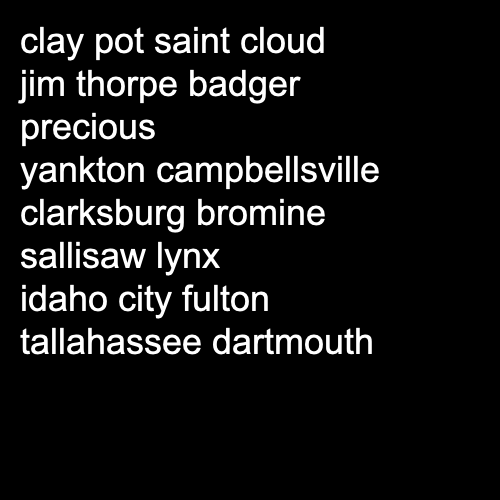 clay pot saint cloud
jim thorpe badger
precious
yankton campbellsville
clarksburg bromine
sallisaw lynx
idaho city fulton
tallahassee dartmouth